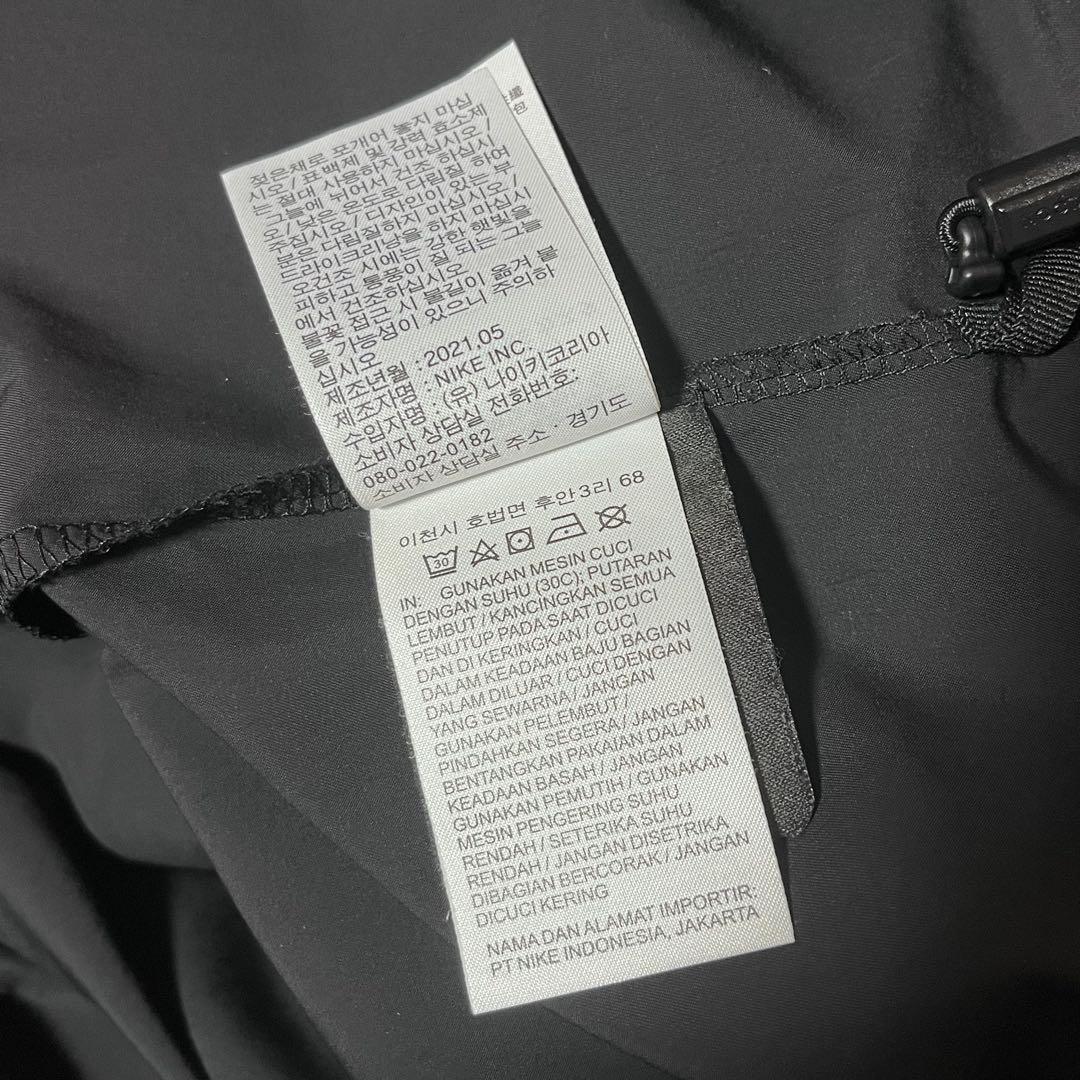 젖은채로 포개어 놓지 마십
시오 / 표백제 및 강력 효소제
는 절대 사용하지 마십시오 /
그늘에 뉘어서 건조 하십시
오 / 낮은 온도로 다림질 하여
주십시오 / 디자인이 있는 부
분은 다림질하지 마십시오 /
드라이크리닝을 하지 마십시
오건조 시에는 강한 햇빛을
피하고 통풍이 잘 되는 그늘
에서 건조하십시오
불꽃 접근 시 불길이 옮겨 붙
을 가능성이 있으니 주의하
십시오
제조년월 : 2021.05
제조자명 : NIKE INC.
수입자명 : (유) 나이키코리아
소비자 상담실 전화번호:
080-022-0182
소비자 상담실 주소 · 경기도
纖
包
이천시 호법면 후안3리 68
30
IN: GUNAKAN MESIN CUCI
DENGAN SUHU (30C); PUTARAN
LEMBUT / KANCINGKAN SEMUA
PENUTUP PADA SAAT DICUCI
DAN DI KERINGKAN / CUCI
DALAM KEADAAN BAJU BAGIAN
DALAM DILUAR / CUCI DENGAN
YANG SEWARNA / JANGAN
GUNAKAN PELEMBUT /
PINDAHKAN SEGERA / JANGAN
BENTANGKAN PAKAIAN DALAM
KEADAAN BASAH / JANGAN
GUNAKAN PEMUTIH / GUNAKAN
MESIN PENGERING SUHU
RENDAH / SETERIKA SUHU
RENDAH / JANGAN DISETRIKA
DIBAGIAN BERCORAK / JANGAN
DICUCI KERING
NAMA DAN ALAMAT IMPORTIR:
PT NIKE INDONESIA, JAKARTA